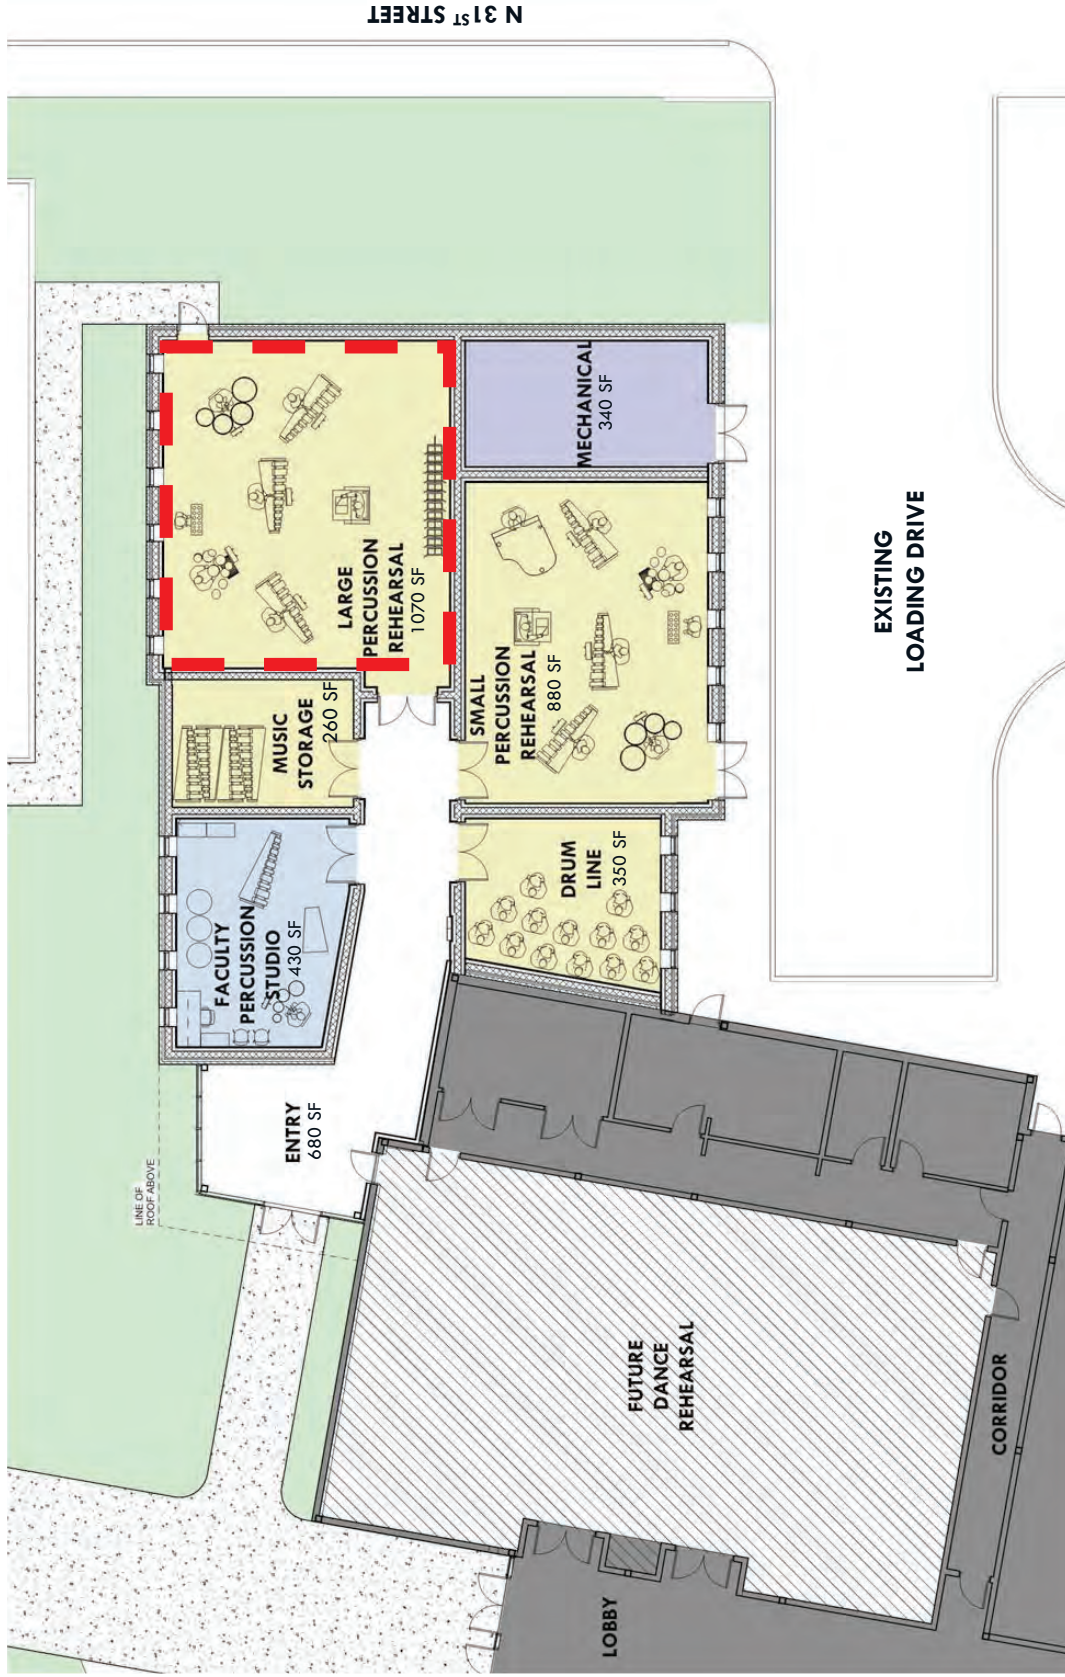 N 31ST STREET
LARGE
PERCUSSION
REHEARSAL
1070 SF
MECHANICAL
340 SF
MUSIC
STORAGE
260 SF
SMALL
PERCUSSION
REHEARSAL
880 SF
EXISTING
LOADING DRIVE
FACULTY
PERCUSSION
STUDIO
430 SF
DRUM
LINE
350 SF
ENTRY
680 SF
LINE OF
ROOF ABOVE
FUTURE
DANCE
REHEARSAL
CORRIDOR
LOBBY